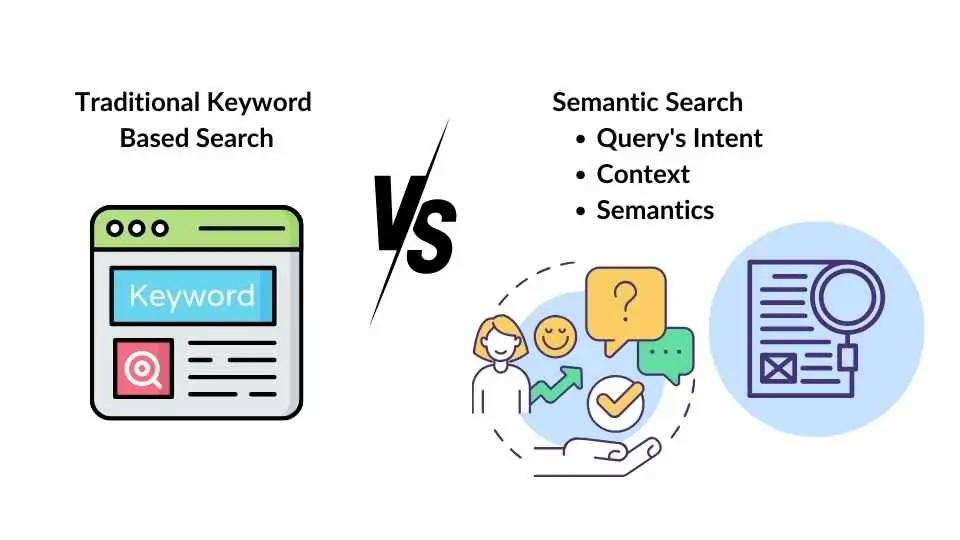 Traditional Keyword
Based Search
Keyword
VS
Semantic Search
• Query's Intent
• Context
• Semantics
?